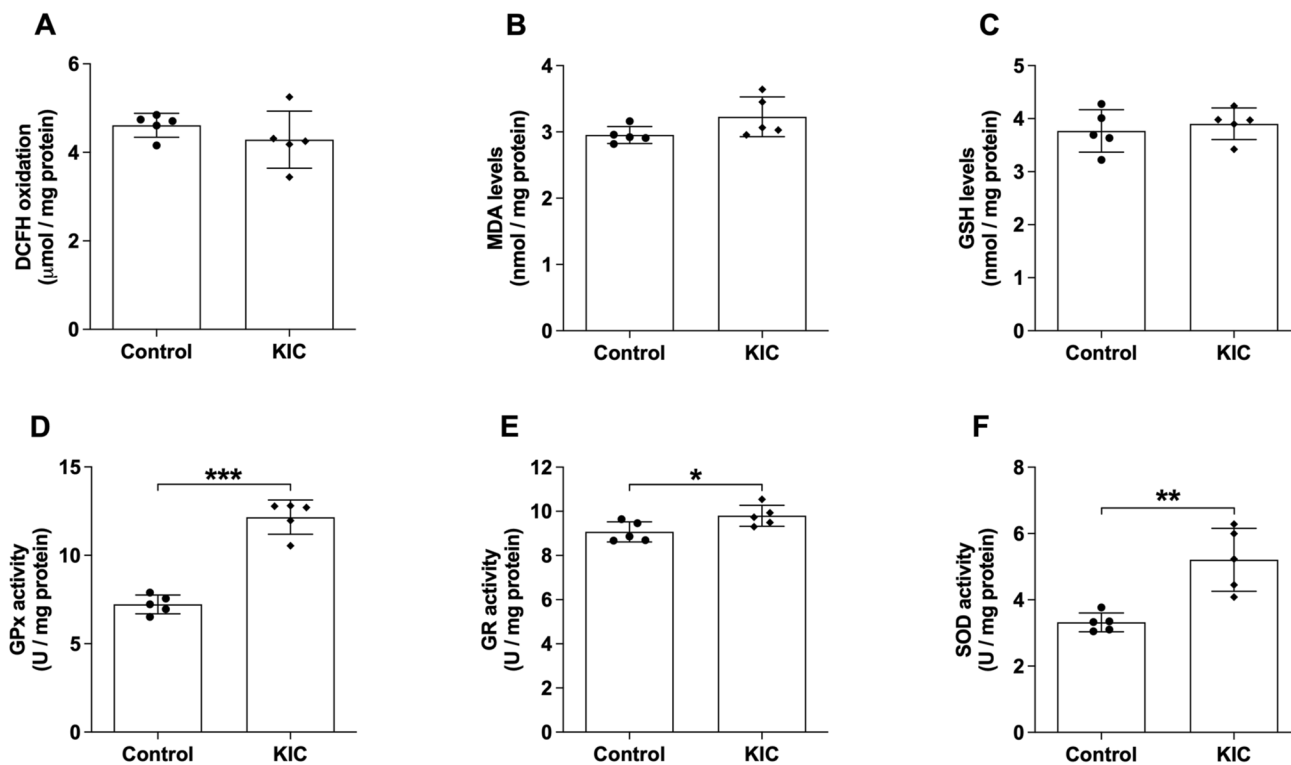 A
DCFH oxidation
(μmol / mg protein)
6
4
2
0
Control
KIC
B
MDA levels
(nmol / mg protein)
4
3
2
1
0
Control
KIC
C
GSH levels
(nmol / mg protein)
5
4
3
2
1
0
Control
KIC
D
GPx activity
(U / mg protein)
15
10
5
0
***
Control
KIC
E
GR activity
(U / mg protein)
12
10
8
6
4
2
0
*
Control
KIC
F
SOD activity
(U / mg protein)
8
6
4
2
0
**
Control
KIC